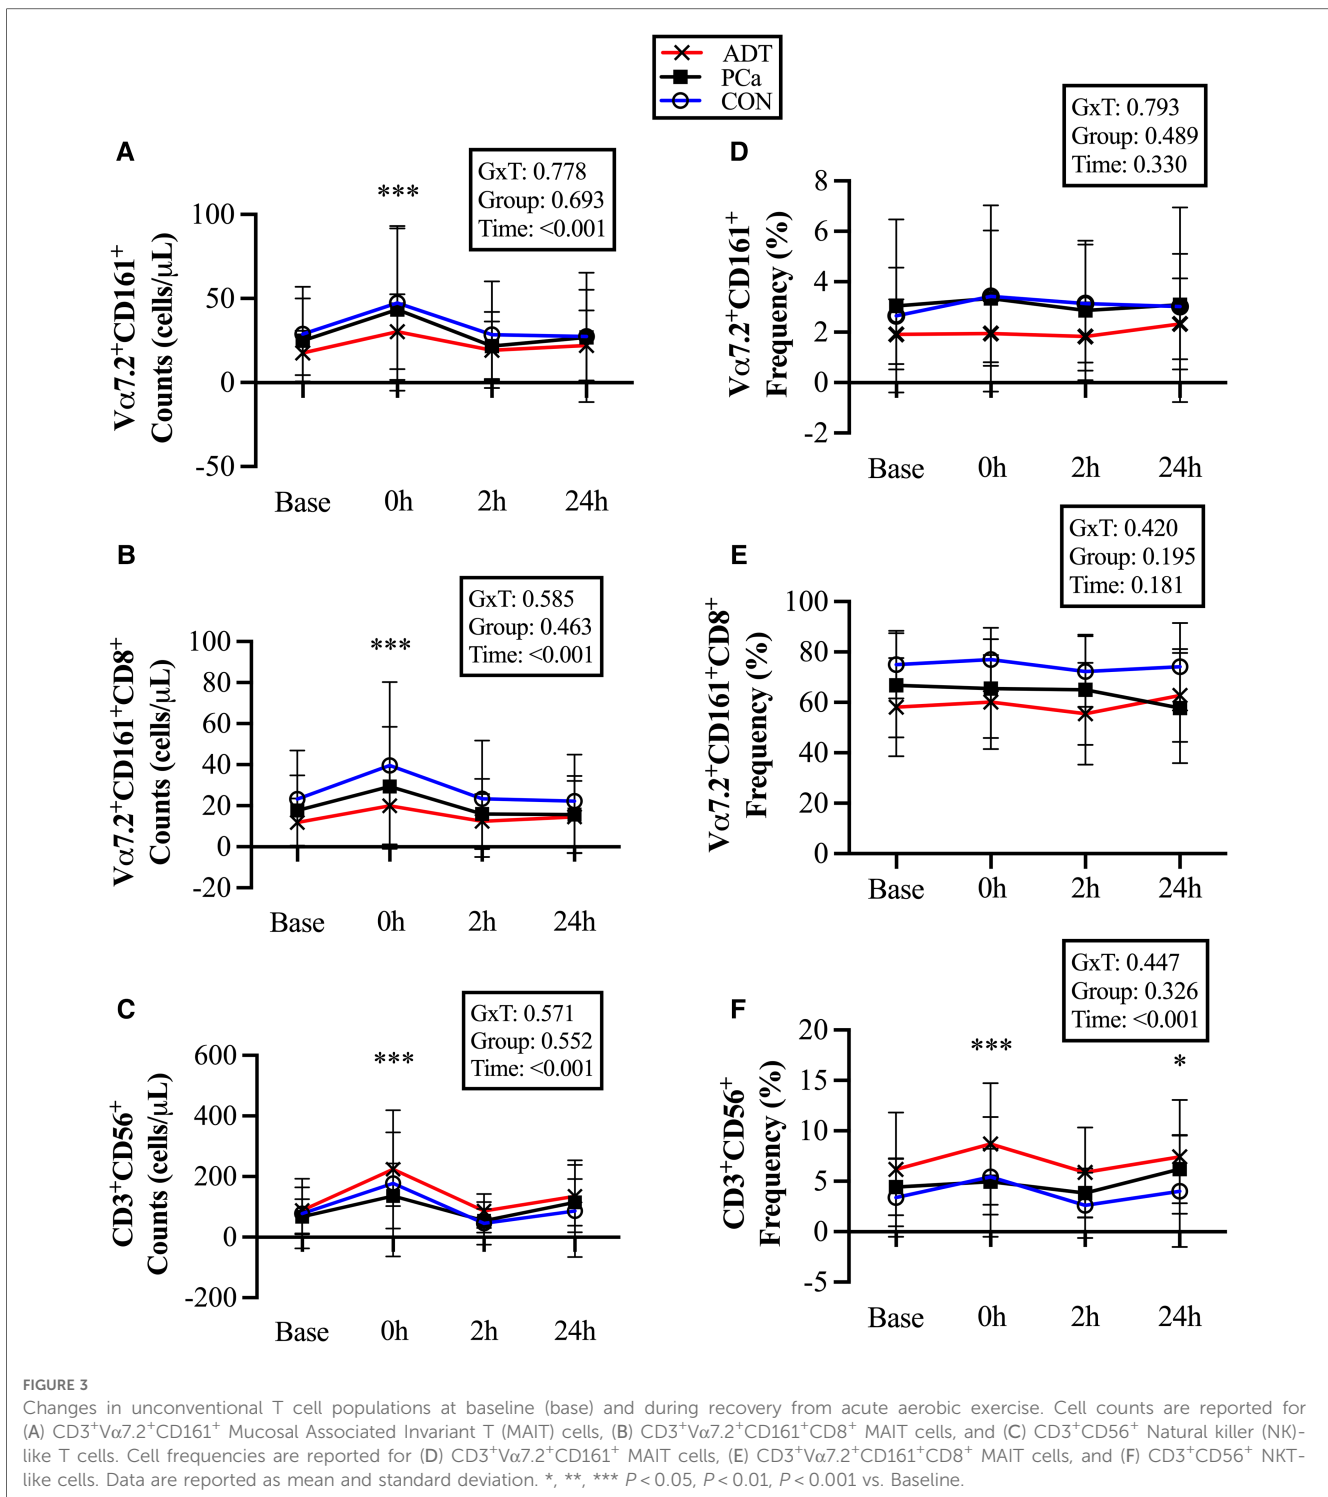 ADT
PCa
CON
A
GxT: 0.778
Group: 0.693
Time: <0.001
***
Vα7.2⁺CD161⁺
Counts (cells/μL)
100
50
0
-50
Base 0h 2h 24h
D
GxT: 0.793
Group: 0.489
Time: 0.330
Vα7.2⁺CD161⁺
Frequency (%)
8
6
4
2
0
-2
Base 0h 2h 24h
B
GxT: 0.585
Group: 0.463
Time: <0.001
***
Vα7.2⁺CD161⁺CD8⁺
Counts (cells/μL)
100
80
60
40
20
0
-20
Base 0h 2h 24h
E
GxT: 0.420
Group: 0.195
Time: 0.181
Vα7.2⁺CD161⁺CD8⁺
Frequency (%)
100
80
60
40
20
0
Base 0h 2h 24h
C
GxT: 0.571
Group: 0.552
Time: <0.001
***
CD3⁺CD56⁺
Counts (cells/μL)
600
400
200
0
-200
Base 0h 2h 24h
F
GxT: 0.447
Group: 0.326
Time: <0.001
***
*
CD3⁺CD56⁺
Frequency (%)
20
15
10
5
0
-5
Base 0h 2h 24h
FIGURE 3
Changes in unconventional T cell populations at baseline (base) and during recovery from acute aerobic exercise. Cell counts are reported for
(A) CD3⁺Vα7.2⁺CD161⁺ Mucosal Associated Invariant T (MAIT) cells, (B) CD3⁺Vα7.2⁺CD161⁺CD8⁺ MAIT cells, and (C) CD3⁺CD56⁺ Natural killer (NK)-
like T cells. Cell frequencies are reported for (D) CD3⁺Vα7.2⁺CD161⁺ MAIT cells, (E) CD3⁺Vα7.2⁺CD161⁺CD8⁺ MAIT cells, and (F) CD3⁺CD56⁺ NKT-
like cells. Data are reported as mean and standard deviation. *, **, *** P < 0.05, P < 0.01, P < 0.001 vs. Baseline.